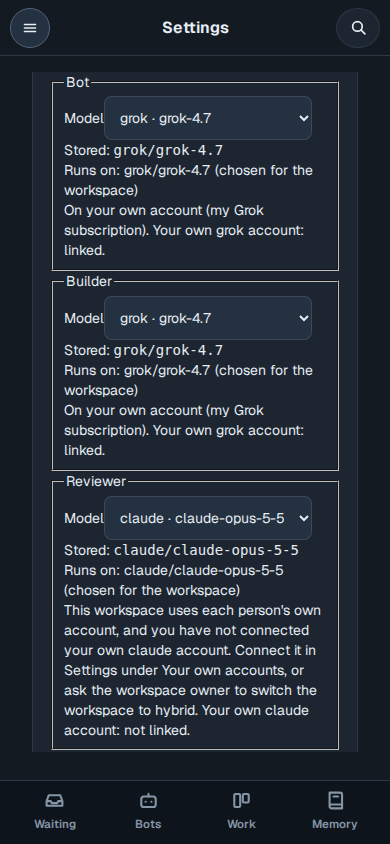 Settings
Bot
Model grok · grok-4.7
Stored: grok/grok-4.7
Runs on: grok/grok-4.7 (chosen for the
workspace)
On your own account (my Grok
subscription). Your own grok account:
linked.
Builder
Model grok · grok-4.7
Stored: grok/grok-4.7
Runs on: grok/grok-4.7 (chosen for the
workspace)
On your own account (my Grok
subscription). Your own grok account:
linked.
Reviewer
Model claude · claude-opus-5-5
Stored: claude/claude-opus-5-5
Runs on: claude/claude-opus-5-5
(chosen for the workspace)
This workspace uses each person's own
account, and you have not connected
your own claude account. Connect it in
Settings under Your own accounts, or
ask the workspace owner to switch the
workspace to hybrid. Your own claude
account: not linked.
Waiting Bots Work Memory